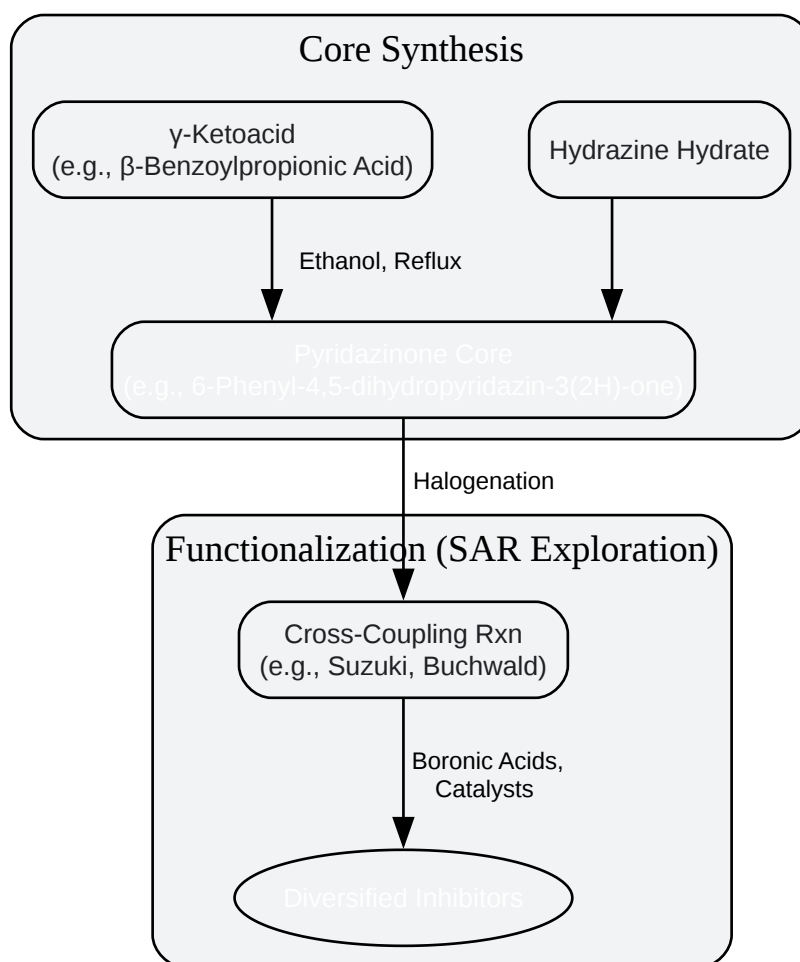 Core Synthesis
γ-Ketoacid
(e.g., β-Benzoylpropionic Acid)
Hydrazine Hydrate
Ethanol, Reflux
Pyridazinone Core
(e.g., 6-Phenyl-4,5-dihydropyridazin-3(2H)-one)
Halogenation
Functionalization (SAR Exploration)
Cross-Coupling Rxn
(e.g., Suzuki, Buchwald)
Boronic Acids,
Catalysts
Diversified Inhibitors